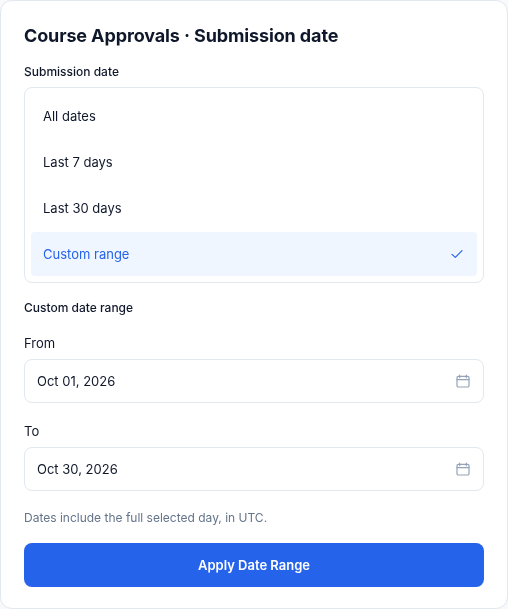 Course Approvals · Submission date
Submission date
All dates
Last 7 days
Last 30 days
Custom range
Custom date range
From
Oct 01, 2026
To
Oct 30, 2026
Dates include the full selected day, in UTC.
Apply Date Range